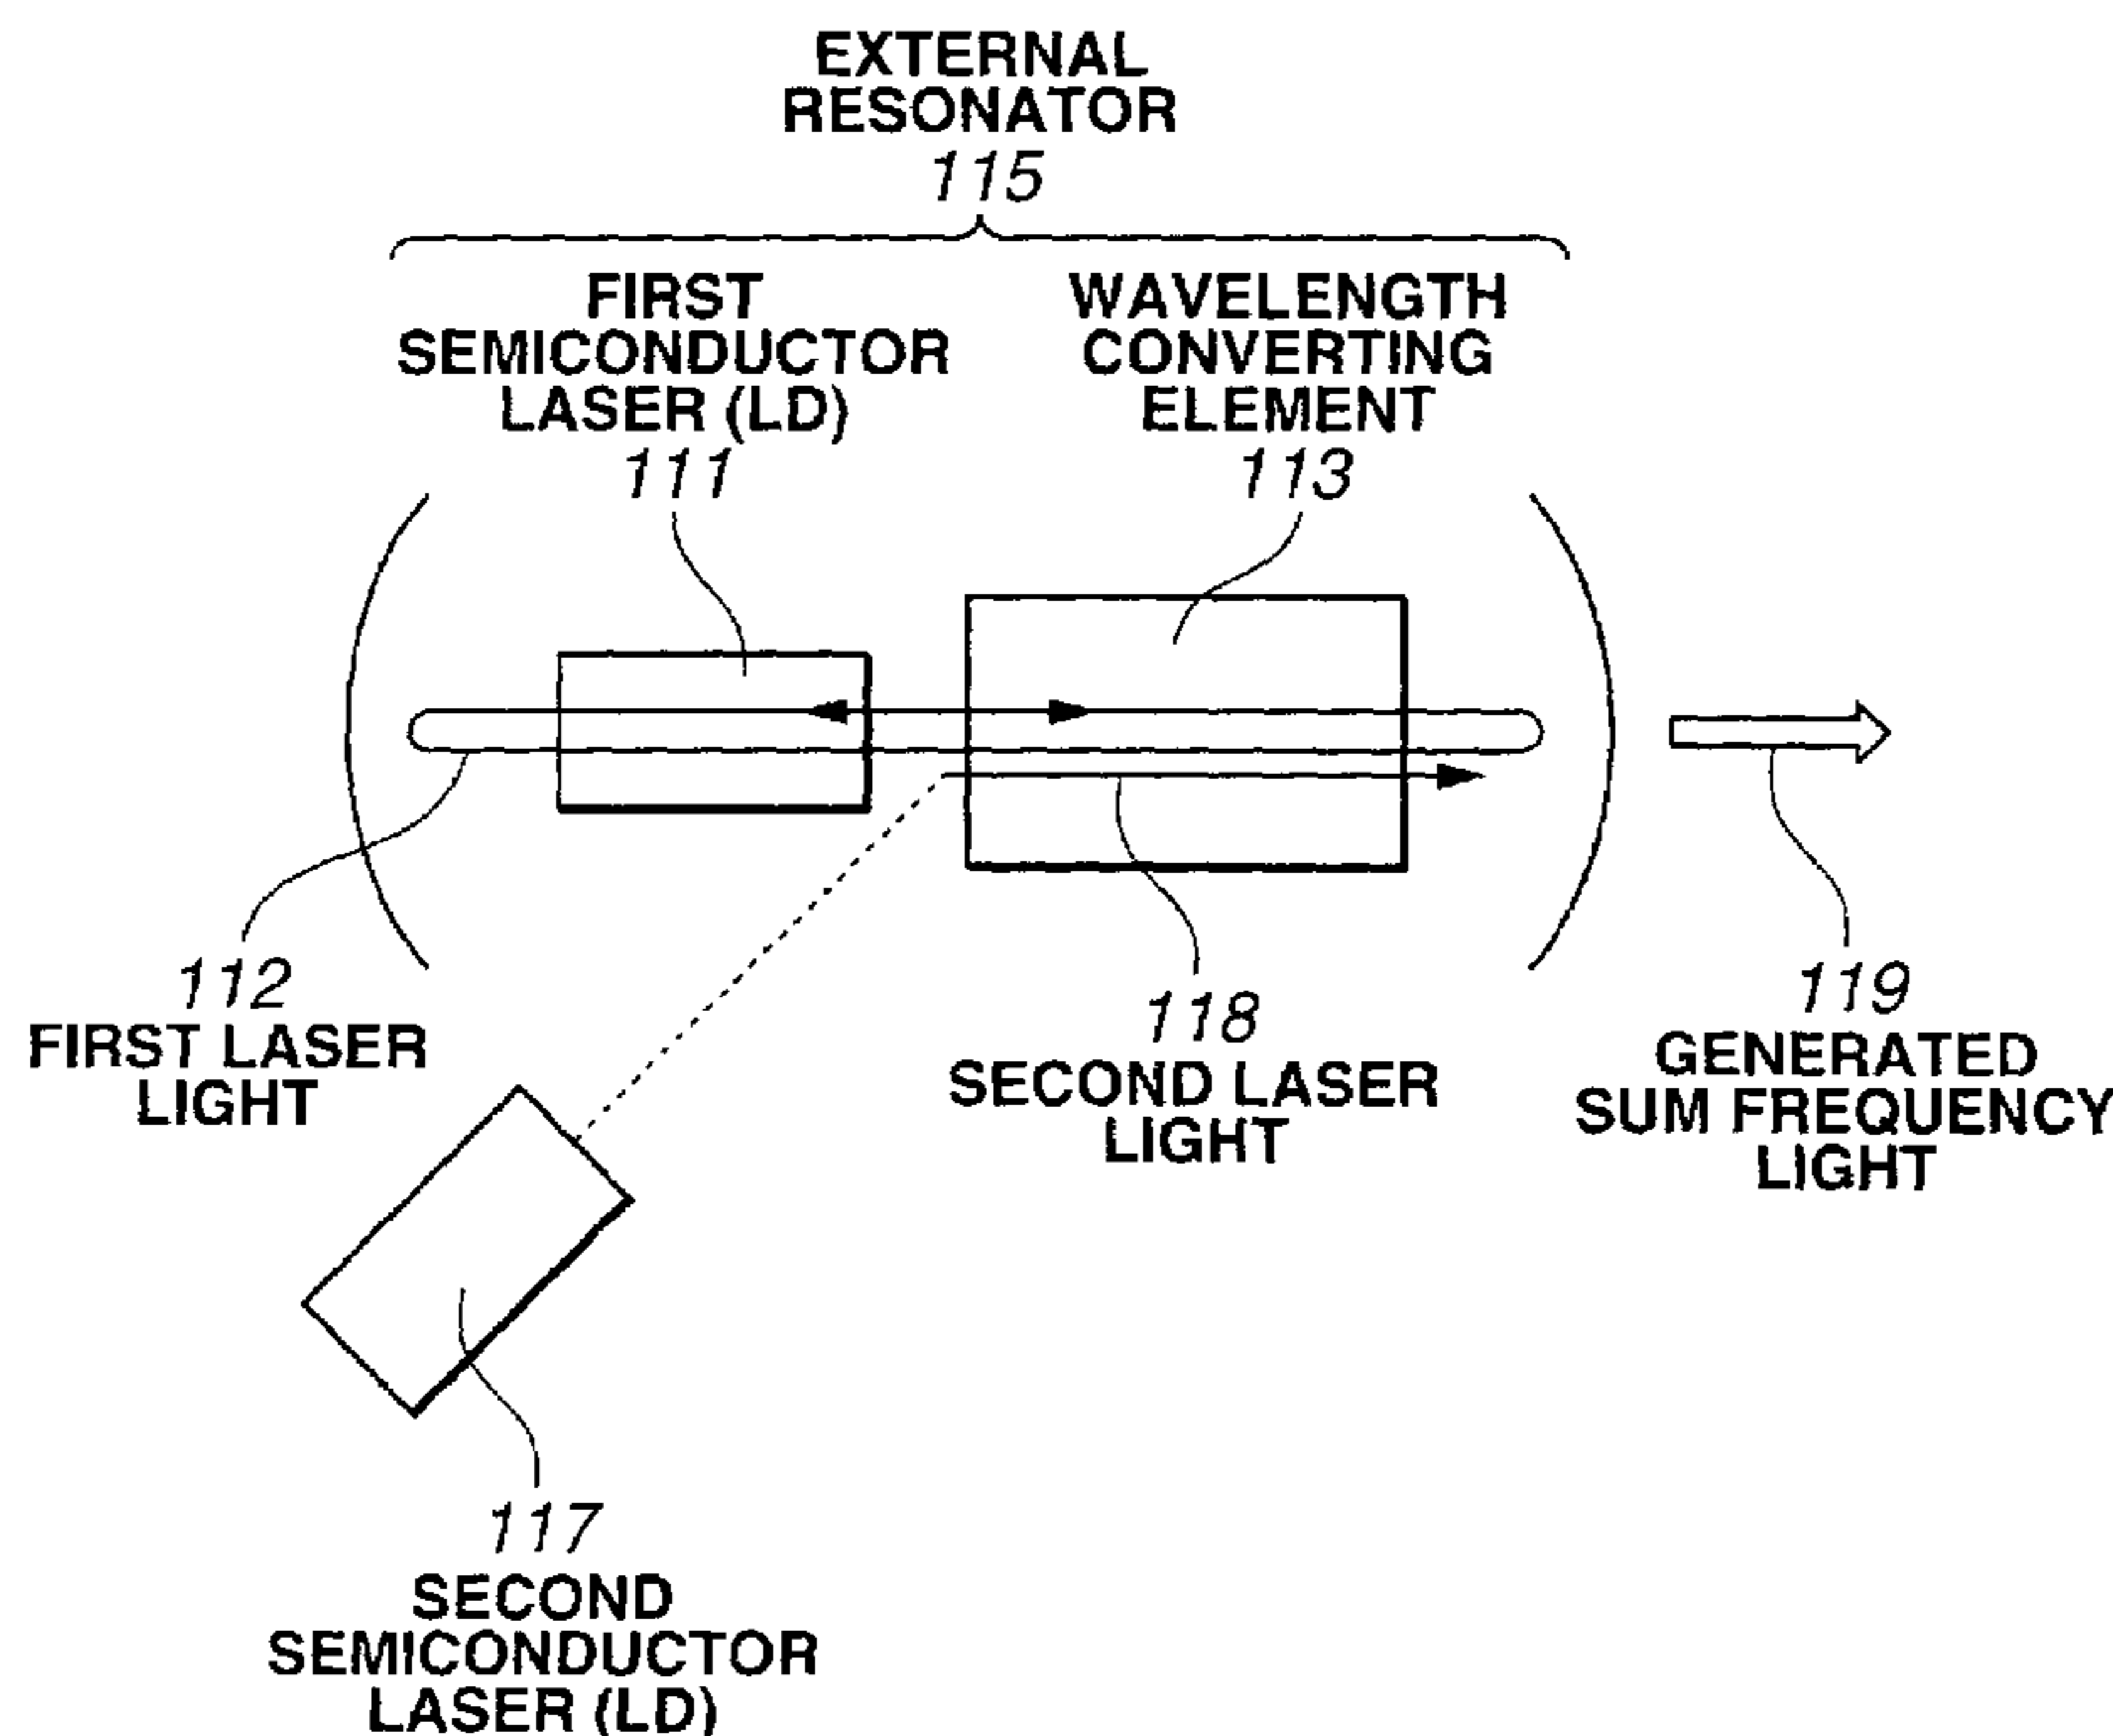 EXTERNAL
RESONATOR
115
FIRST
SEMICONDUCTOR
LASER (LD)
111
WAVELENGTH
CONVERTING
ELEMENT
113
112
FIRST LASER
LIGHT
118
SECOND LASER
LIGHT
119
GENERATED
SUM FREQUENCY
LIGHT
117
SECOND
SEMICONDUCTOR
LASER (LD)